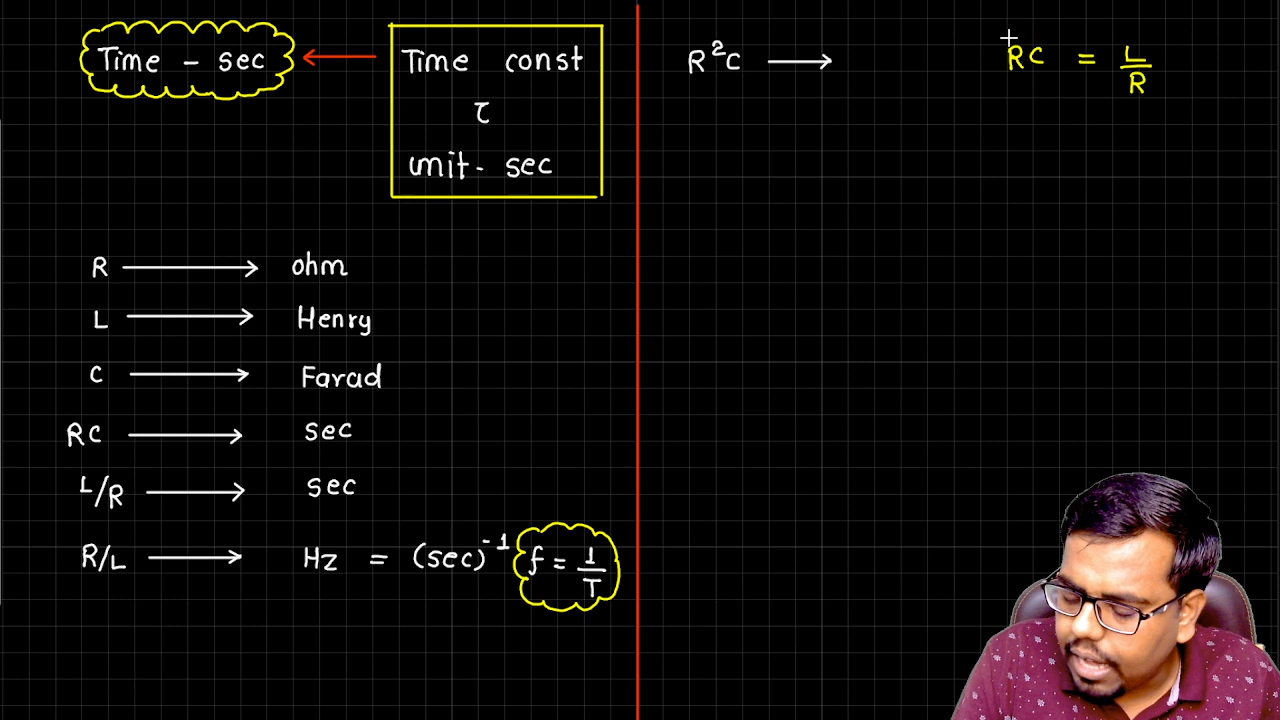 Time - sec ← Time const
τ
unit - sec
R → ohm
L → Henry
C → Farad
RC → sec
L/R → sec
R/L → Hz = (sec)⁻¹ f = 1/T
R²C →
RC = L/R